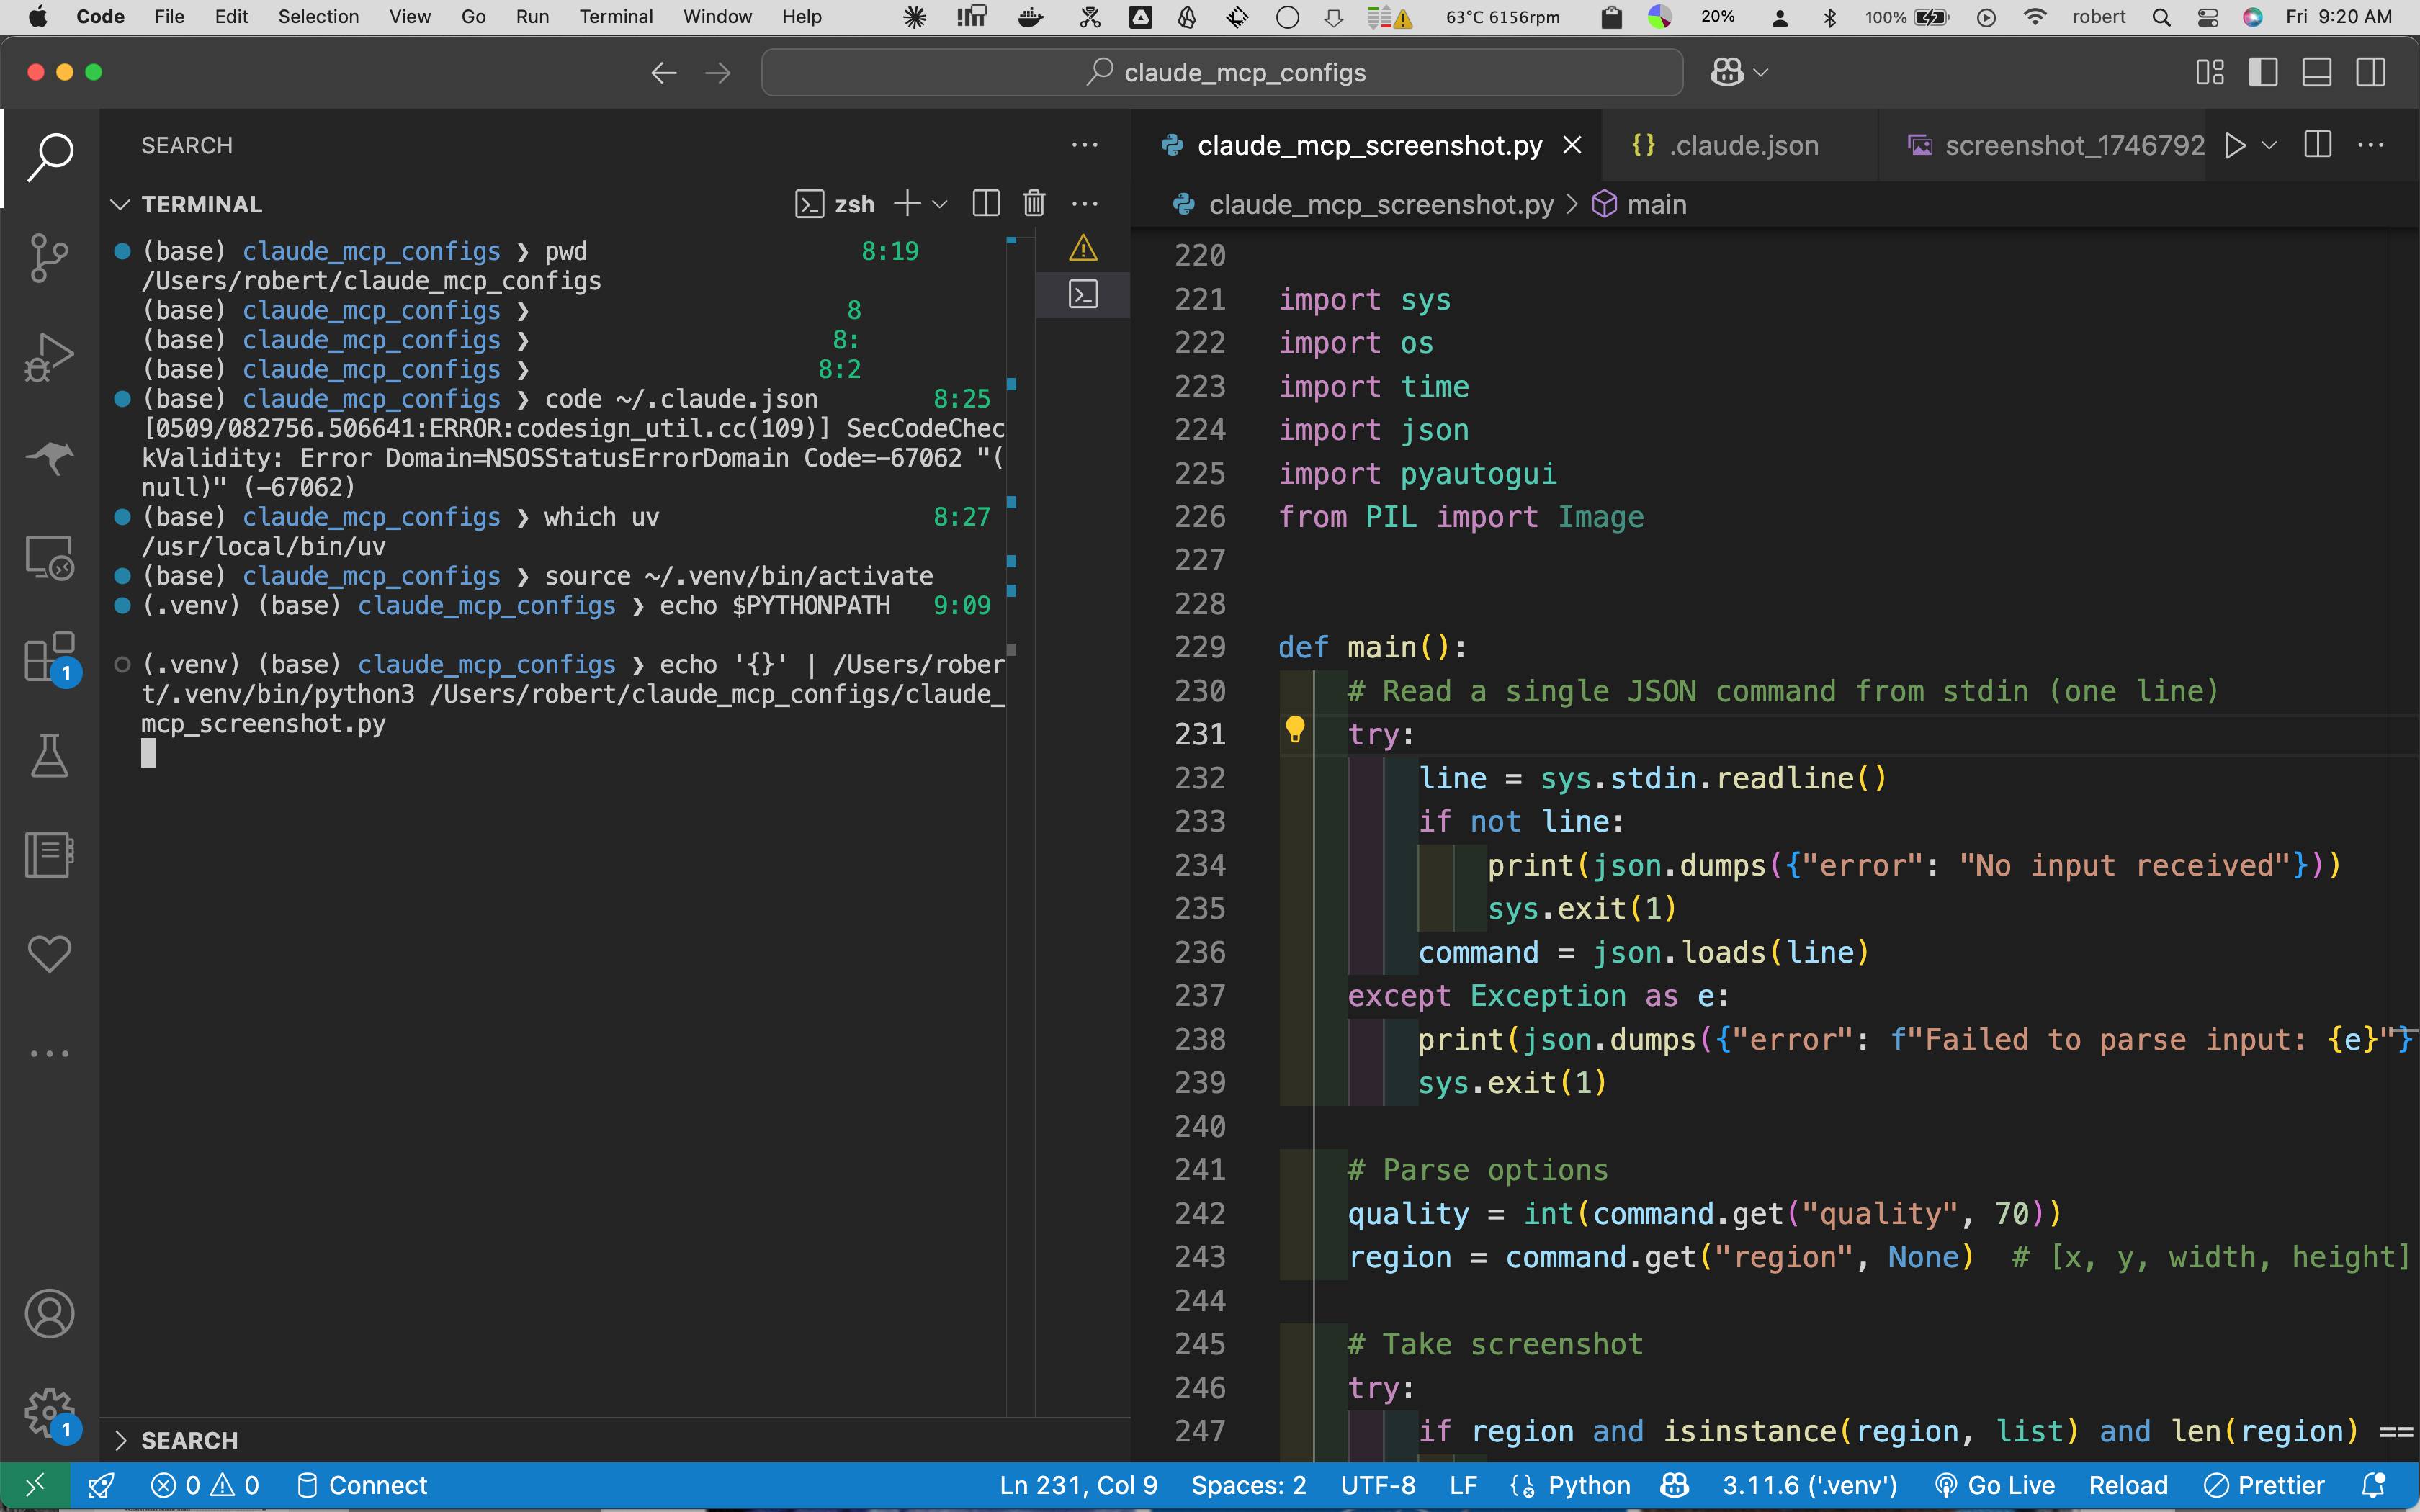 Code File Edit Selection View Go Run Terminal Window Help 63°C 6156rpm 20% 100% robert Fri 9:20 AM
claude_mcp_configs
SEARCH
TERMINAL
zsh
(base) claude_mcp_configs ❯ pwd 8:19
/Users/robert/claude_mcp_configs
(base) claude_mcp_configs ❯ 8
(base) claude_mcp_configs ❯ 8:
(base) claude_mcp_configs ❯ 8:2
(base) claude_mcp_configs ❯ code ~/.claude.json 8:25
[0509/082756.506641:ERROR:codesign_util.cc(109)] SecCodeChec
kValidity: Error Domain=NSOSStatusErrorDomain Code=-67062 "(
null)" (-67062)
(base) claude_mcp_configs ❯ which uv 8:27
/usr/local/bin/uv
(base) claude_mcp_configs ❯ source ~/.venv/bin/activate
(.venv) (base) claude_mcp_configs ❯ echo $PYTHONPATH 9:09
(.venv) (base) claude_mcp_configs ❯ echo '{}' | /Users/rober
t/.venv/bin/python3 /Users/robert/claude_mcp_configs/claude_
mcp_screenshot.py
1
1
SEARCH
claude_mcp_screenshot.py {} .claude.json screenshot_1746792
claude_mcp_screenshot.py > main
220
221 import sys
222 import os
223 import time
224 import json
225 import pyautogui
226 from PIL import Image
227
228
229 def main():
230 # Read a single JSON command from stdin (one line)
231 try:
232 line = sys.stdin.readline()
233 if not line:
234 print(json.dumps({"error": "No input received"}))
235 sys.exit(1)
236 command = json.loads(line)
237 except Exception as e:
238 print(json.dumps({"error": f"Failed to parse input: {e}"}
239 sys.exit(1)
240
241 # Parse options
242 quality = int(command.get("quality", 70))
243 region = command.get("region", None) # [x, y, width, height]
244
245 # Take screenshot
246 try:
247 if region and isinstance(region, list) and len(region) ==
0 0 Connect Ln 231, Col 9 Spaces: 2 UTF-8 LF Python 3.11.6 ('.venv') Go Live Reload Prettier